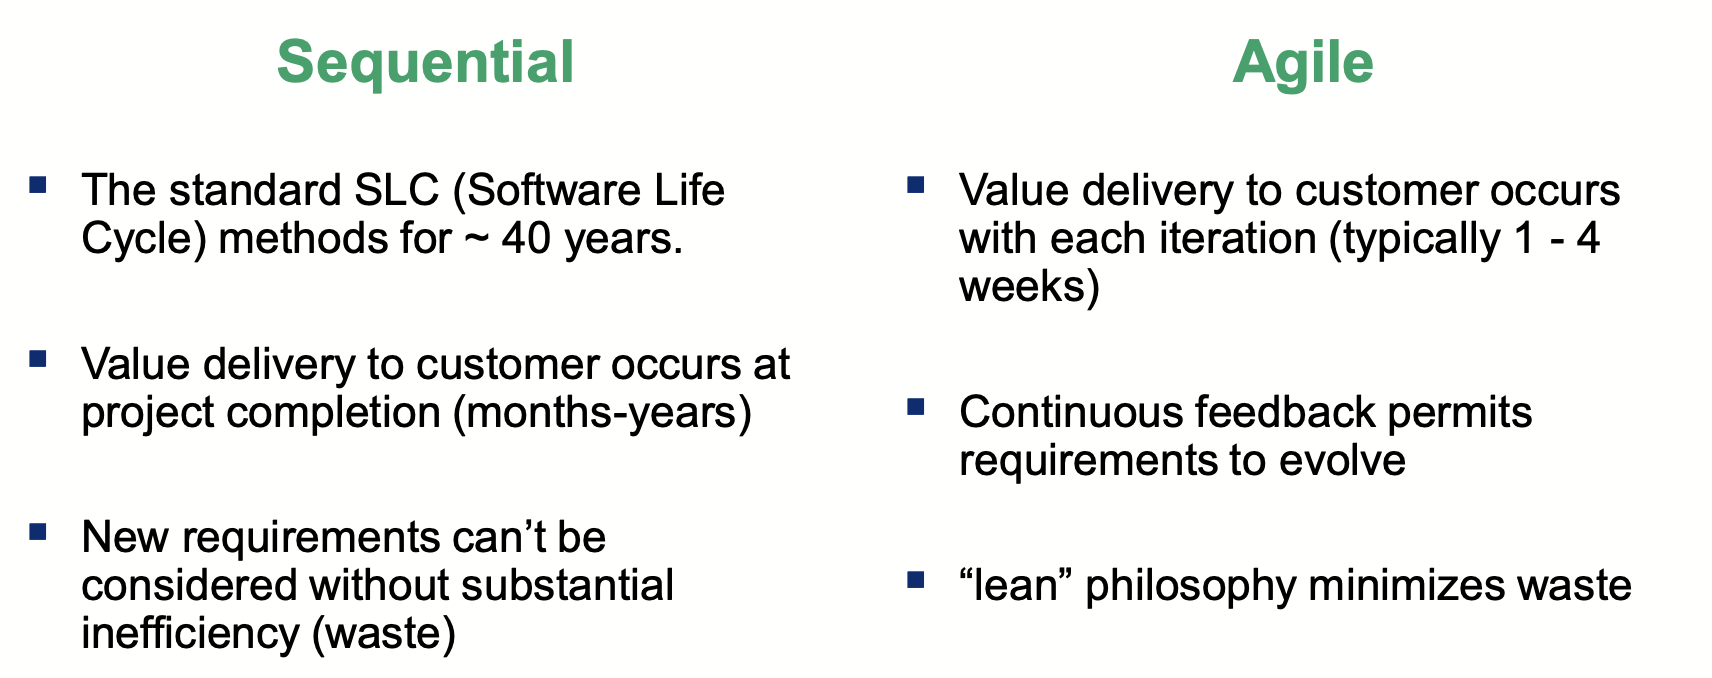 Sequential
The standard SLC (Software Life
Cycle) methods for ~ 40 years.
Value delivery to customer occurs at
project completion (months-years)
New requirements can’t be
considered without substantial
inefficiency (waste)
Agile
Value delivery to customer occurs
with each iteration (typically 1 - 4
weeks)
Continuous feedback permits
requirements to evolve
“lean” philosophy minimizes waste